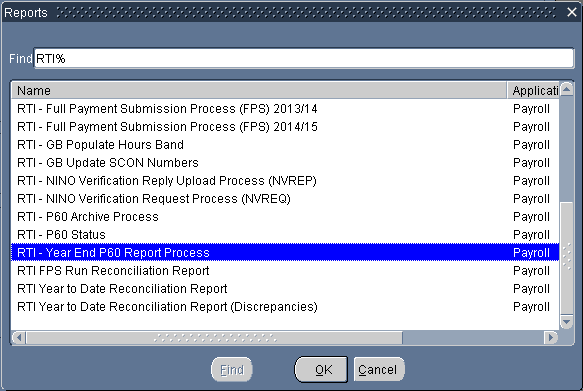 Reports
Find RTI%
Name Applicati
RTI - Full Payment Submission Process (FPS) 2013/14 Payroll
RTI - Full Payment Submission Process (FPS) 2014/15 Payroll
RTI - GB Populate Hours Band Payroll
RTI - GB Update SCON Numbers Payroll
RTI - NINO Verification Reply Upload Process (NVREP) Payroll
RTI - NINO Verification Request Process (NVREQ) Payroll
RTI - P60 Archive Process Payroll
RTI - P60 Status Payroll
RTI - Year End P60 Report Process Payroll
RTI FPS Run Reconciliation Report Payroll
RTI Year to Date Reconciliation Report Payroll
RTI Year to Date Reconciliation Report (Discrepancies) Payroll
Find OK Cancel